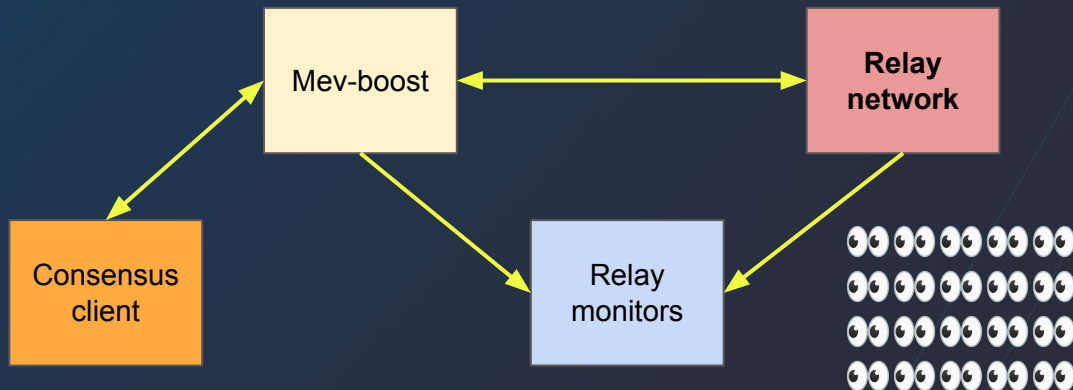 Mev-boost
Relay
network
Consensus
client
Relay
monitors